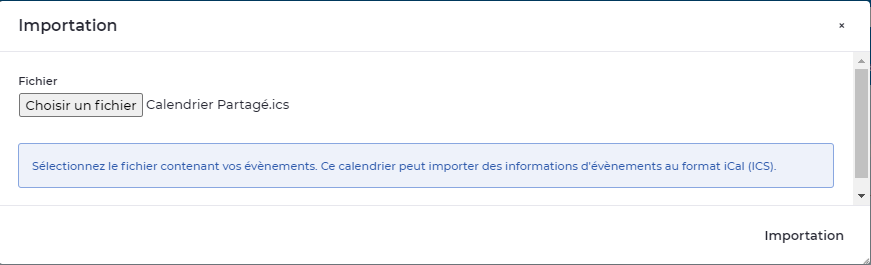 Importation
×
Fichier
Choisir un fichier Calendrier Partagé.ics
Sélectionnez le fichier contenant vos évènements. Ce calendrier peut importer des informations d'évènements au format iCal (ICS).
Importation